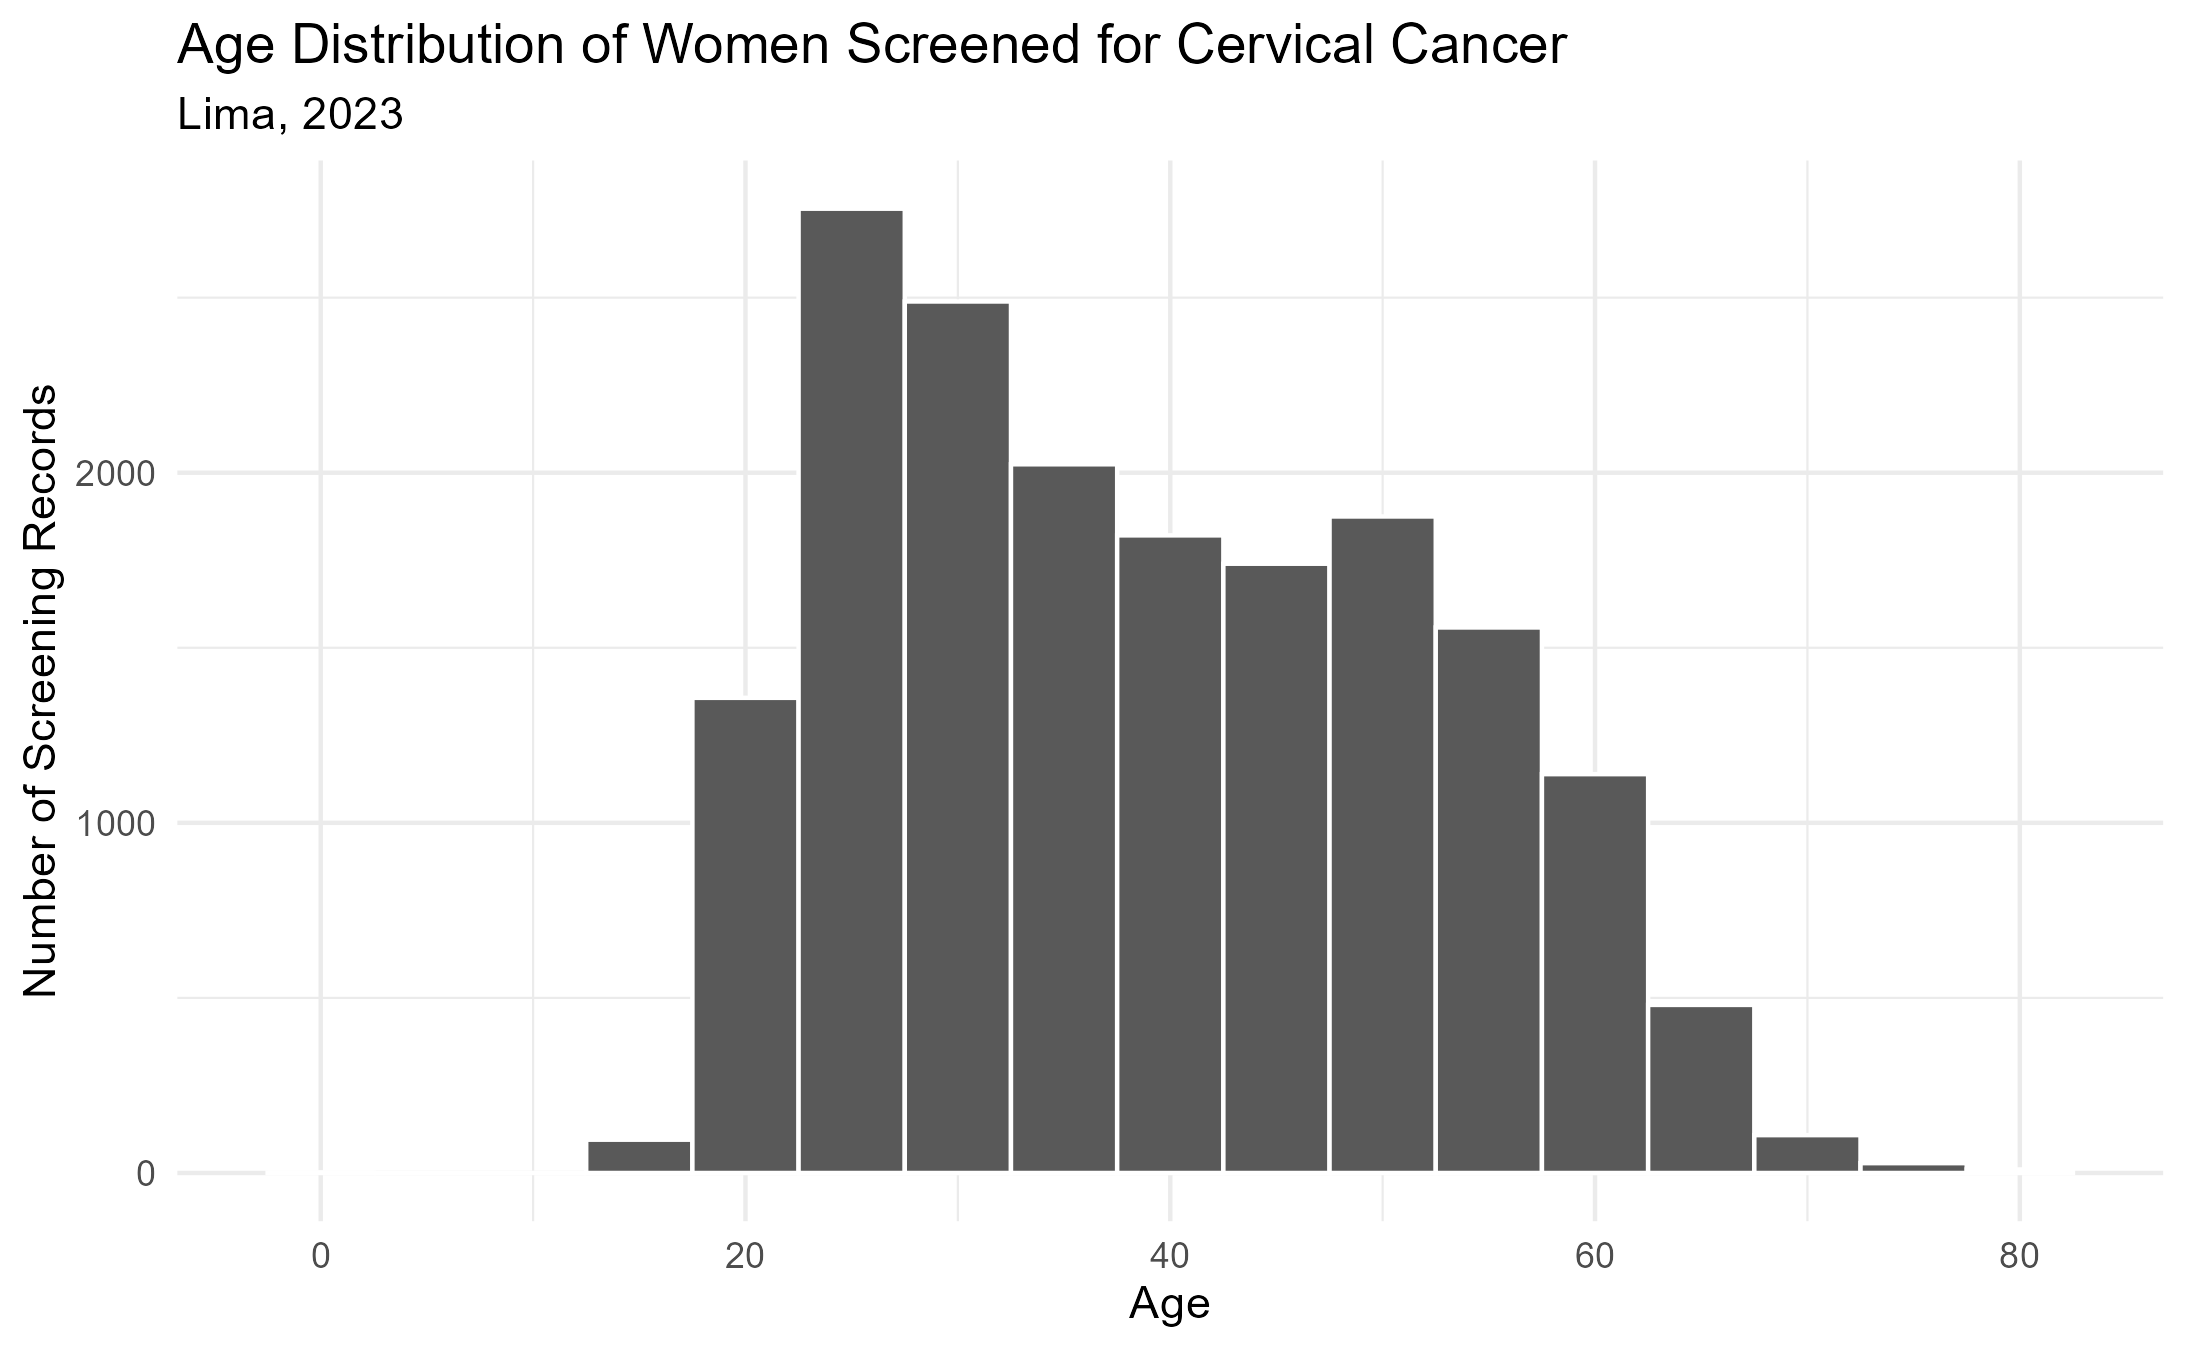 Age Distribution of Women Screened for Cervical Cancer
Lima, 2023
Number of Screening Records
2000
1000
0
0 20 40 60 80
Age